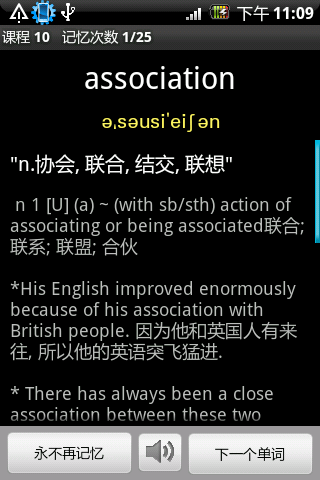 下午 11:09
课程 10 记忆次数 1/25
association
ə,səusi'eiʃən
"n.协会, 联合, 结交, 联想"
n 1 [U] (a) ~ (with sb/sth) action of
associating or being associated联合;
联系; 联盟; 合伙
*His English improved enormously
because of his association with
British people. 因为他和英国人有来
往, 所以他的英语突飞猛进.
* There has always been a close
association between these two
永不再记忆
下一个单词